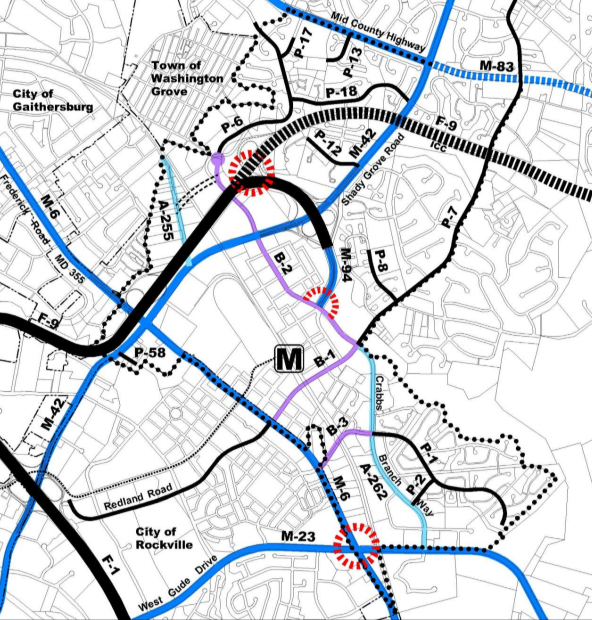 Mid County Highway
P-17
P-13
M-83
Town of
Washington
Grove
City of
Gaithersburg
P-18
P-6
F-9
ICC
P-12
M-42
Shady Grove Road
M-6
Frederick Road
MD 355
A-255
P-7
B-2
M-94
P-8
F-9
P-58
M
B-1
Crabbs
Branch
Way
M-42
B-3
P-1
P-2
A-262
M-6
Redland Road
City of
Rockville
M-23
F-1
West Gude Drive